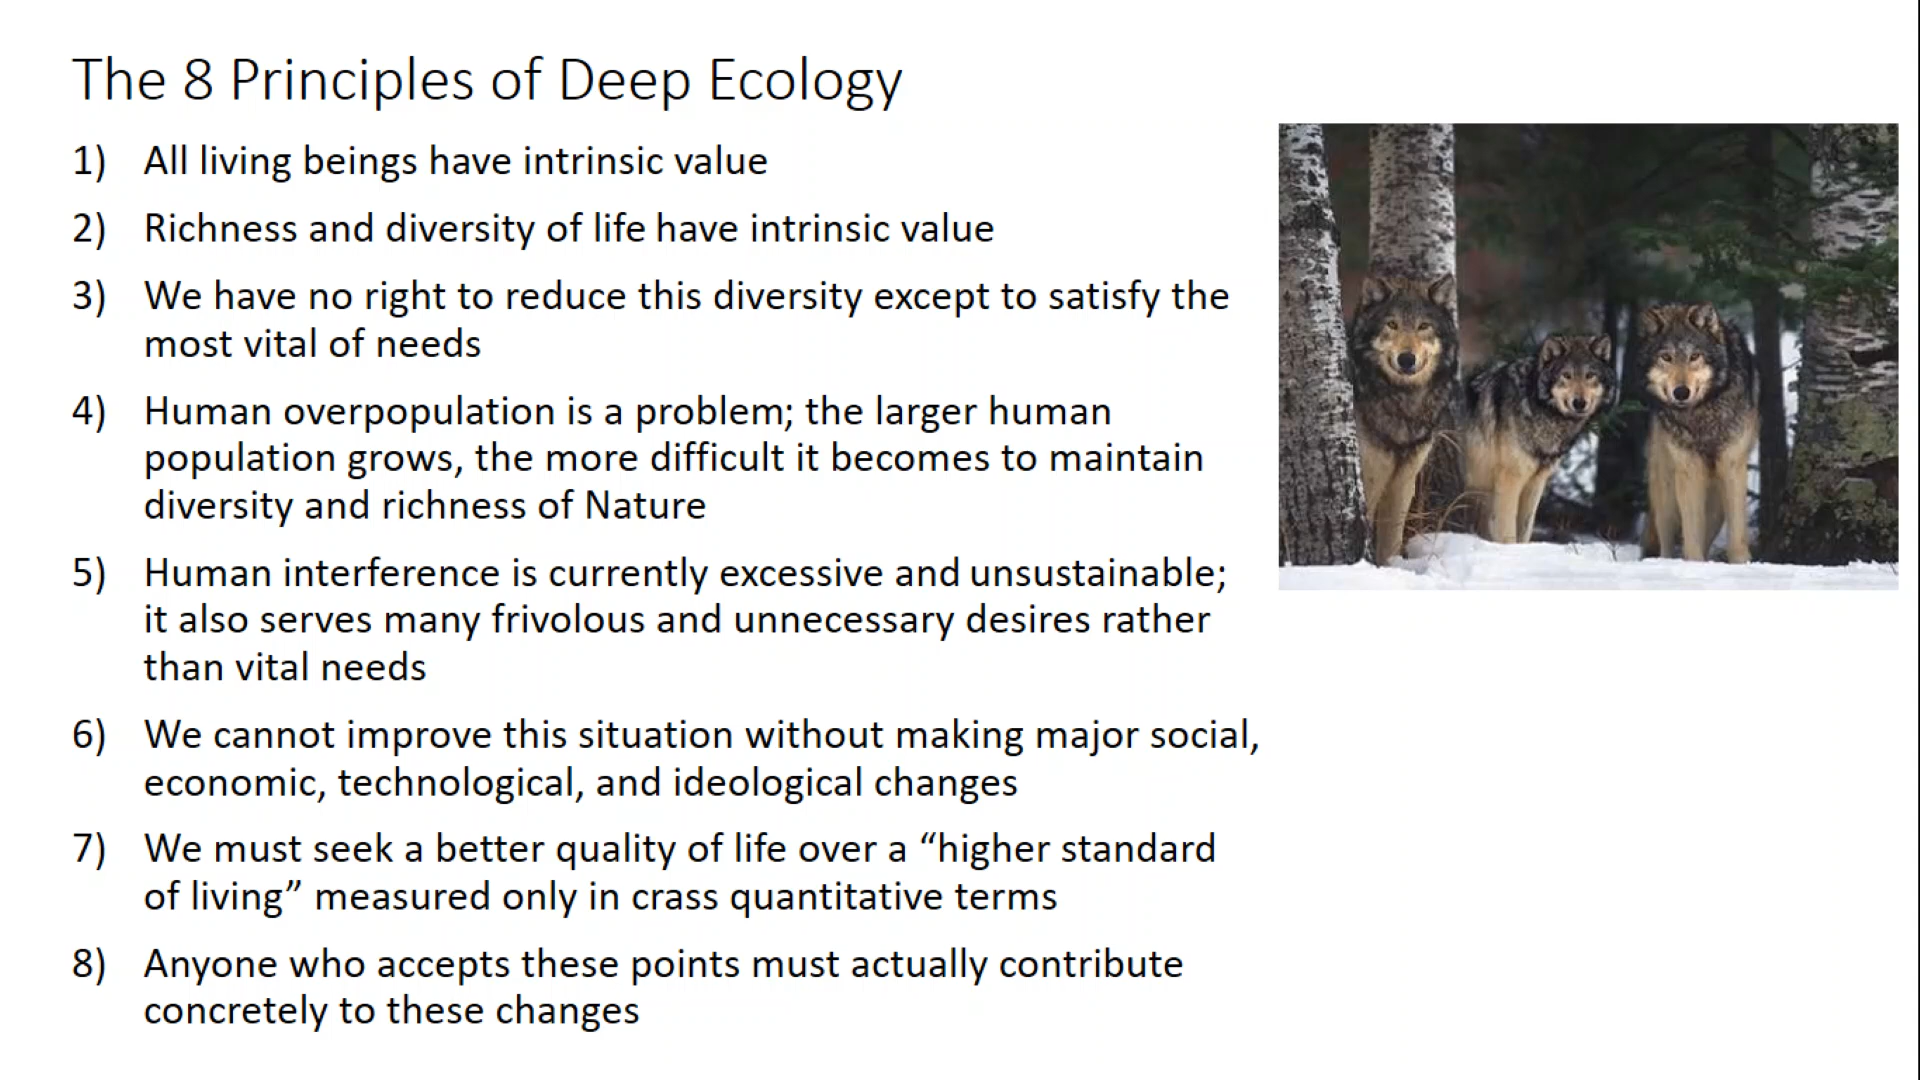 The 8 Principles of Deep Ecology
1) All living beings have intrinsic value
2) Richness and diversity of life have intrinsic value
3) We have no right to reduce this diversity except to satisfy the
most vital of needs
4) Human overpopulation is a problem; the larger human
population grows, the more difficult it becomes to maintain
diversity and richness of Nature
5) Human interference is currently excessive and unsustainable;
it also serves many frivolous and unnecessary desires rather
than vital needs
6) We cannot improve this situation without making major social,
economic, technological, and ideological changes
7) We must seek a better quality of life over a “higher standard
of living” measured only in crass quantitative terms
8) Anyone who accepts these points must actually contribute
concretely to these changes